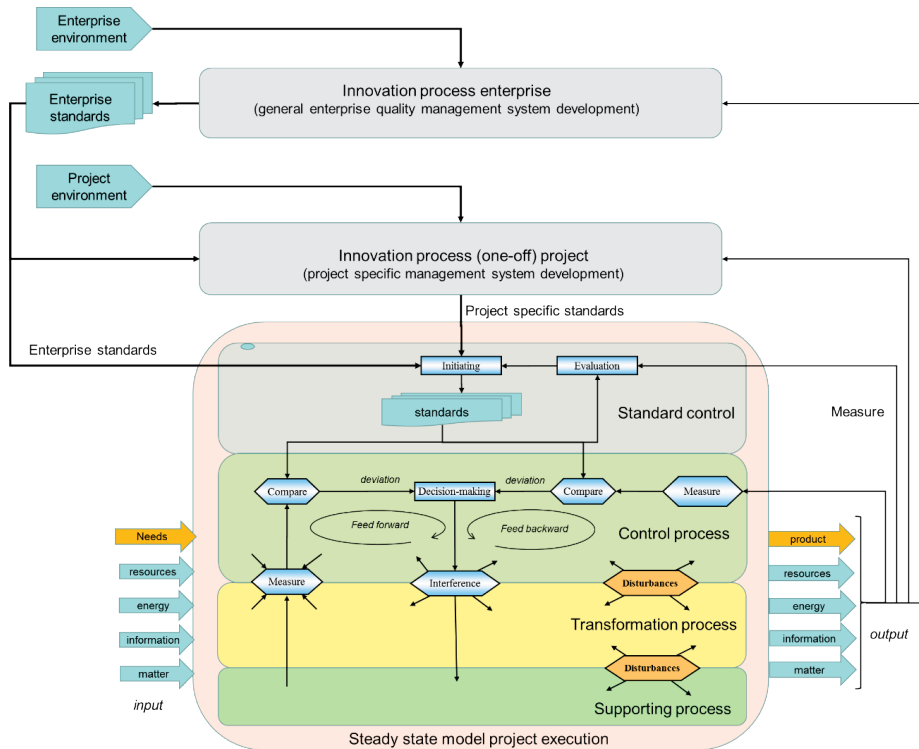 Enterprise
environment
Innovation process enterprise
(general enterprise quality management system development)
Enterprise
standards
Project
environment
Innovation process (one-off) project
(project specific management system development)
Project specific standards
Enterprise standards
Initiating
Evaluation
standards
Standard control
Measure
Compare
deviation
Decision-making
deviation
Compare
Measure
Feed forward
Feed backward
Control process
Needs
resources
energy
information
matter
input
Measure
Interference
Disturbances
Transformation process
Disturbances
Supporting process
product
resources
energy
information
matter
output
Steady state model project execution